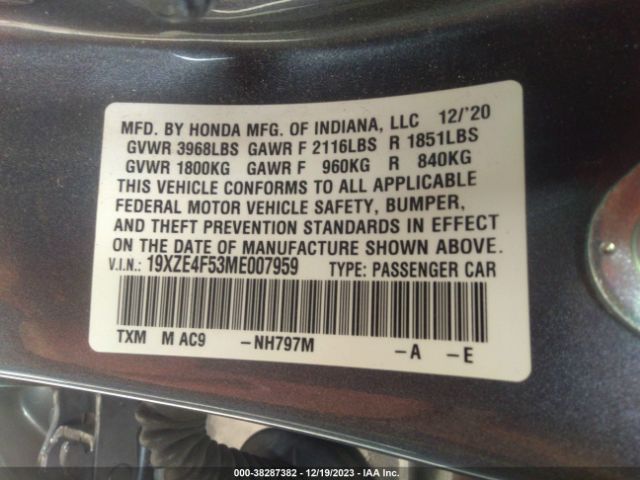 MFD. BY HONDA MFG. OF INDIANA, LLC 12/'20
GVWR 3968LBS GAWR F 2116LBS R 1851LBS
GVWR 1800KG GAWR F 960KG R 840KG
THIS VEHICLE CONFORMS TO ALL APPLICABLE
FEDERAL MOTOR VEHICLE SAFETY, BUMPER,
AND THEFT PREVENTION STANDARDS IN EFFECT
ON THE DATE OF MANUFACTURE SHOWN ABOVE.
V.I.N.: 19XZE4F53ME007959 TYPE: PASSENGER CAR
TXM M AC9 -NH797M -A -E
000-38287382 - 12/19/2023 - IAA Inc.